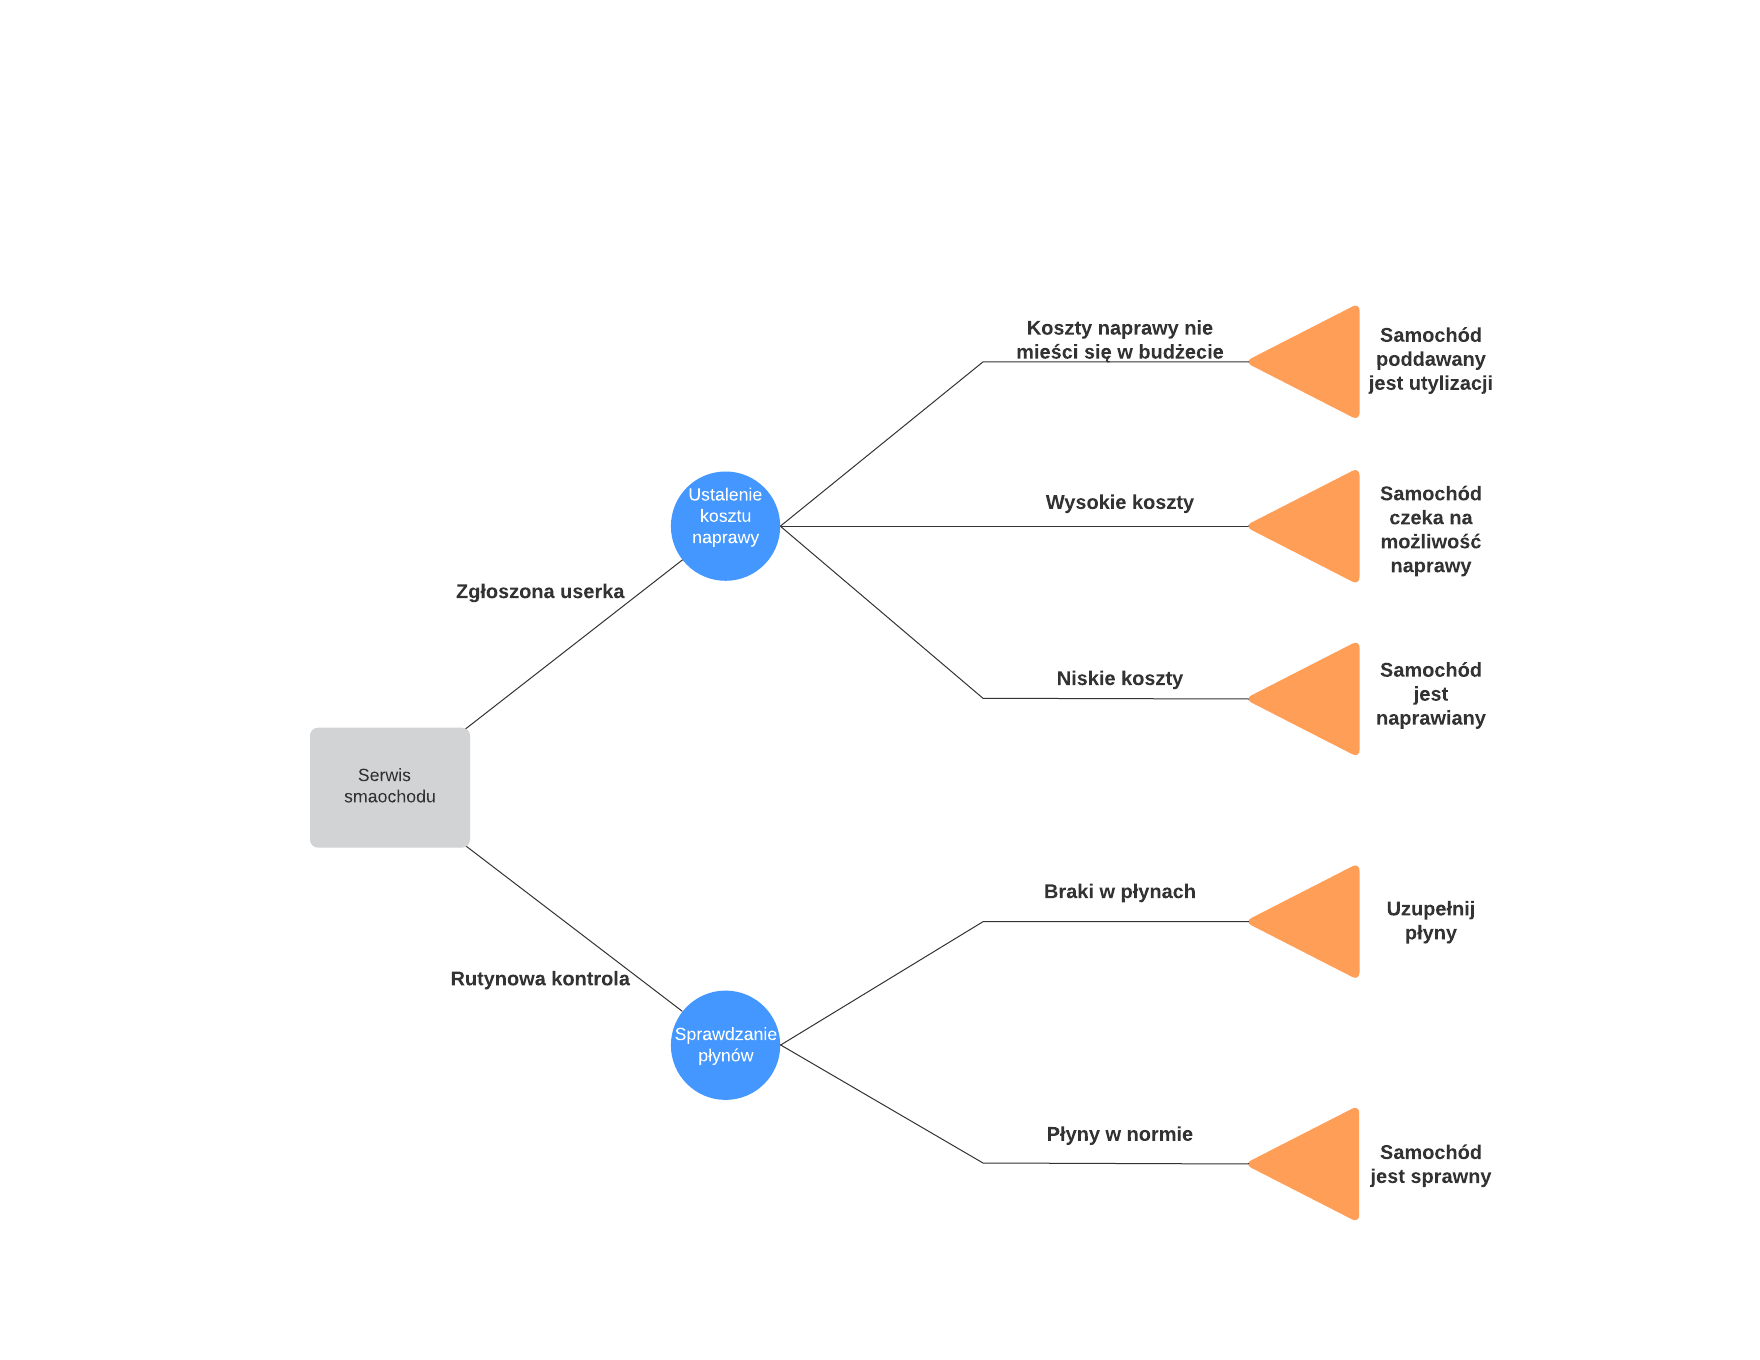 Koszty naprawy nie
mieści się w budżecie
Samochód
poddawany
jest utylizacji
Ustalenie
kosztu
naprawy
Wysokie koszty
Samochód
czeka na
możliwość
naprawy
Zgłoszona userka
Niskie koszty
Samochód
jest
naprawiany
Serwis
smaochodu
Braki w płynach
Uzupełnij
płyny
Rutynowa kontrola
Sprawdzanie
płynów
Płyny w normie
Samochód
jest sprawny